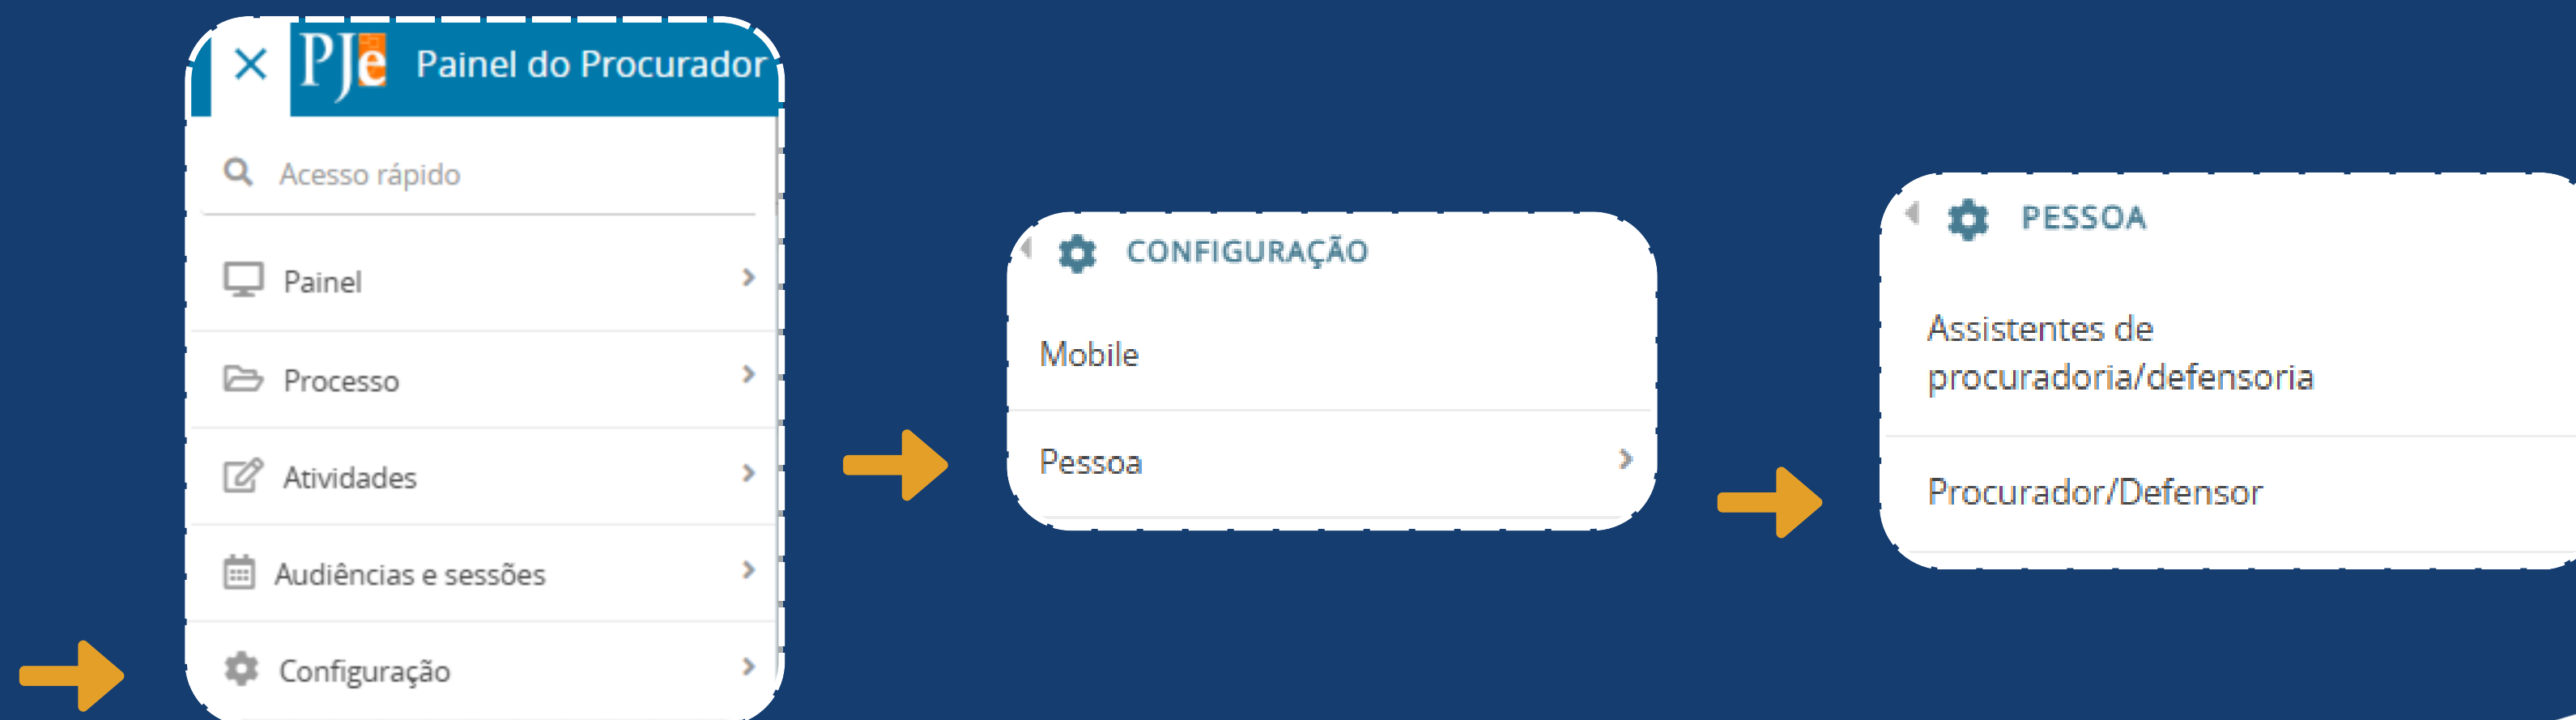 PJe Painel do Procurador
Acesso rápido
Painel
Processo
Atividades
Audiências e sessões
Configuração
CONFIGURAÇÃO
Mobile
Pessoa
PESSOA
Assistentes de
procuradoria/defensoria
Procurador/Defensor